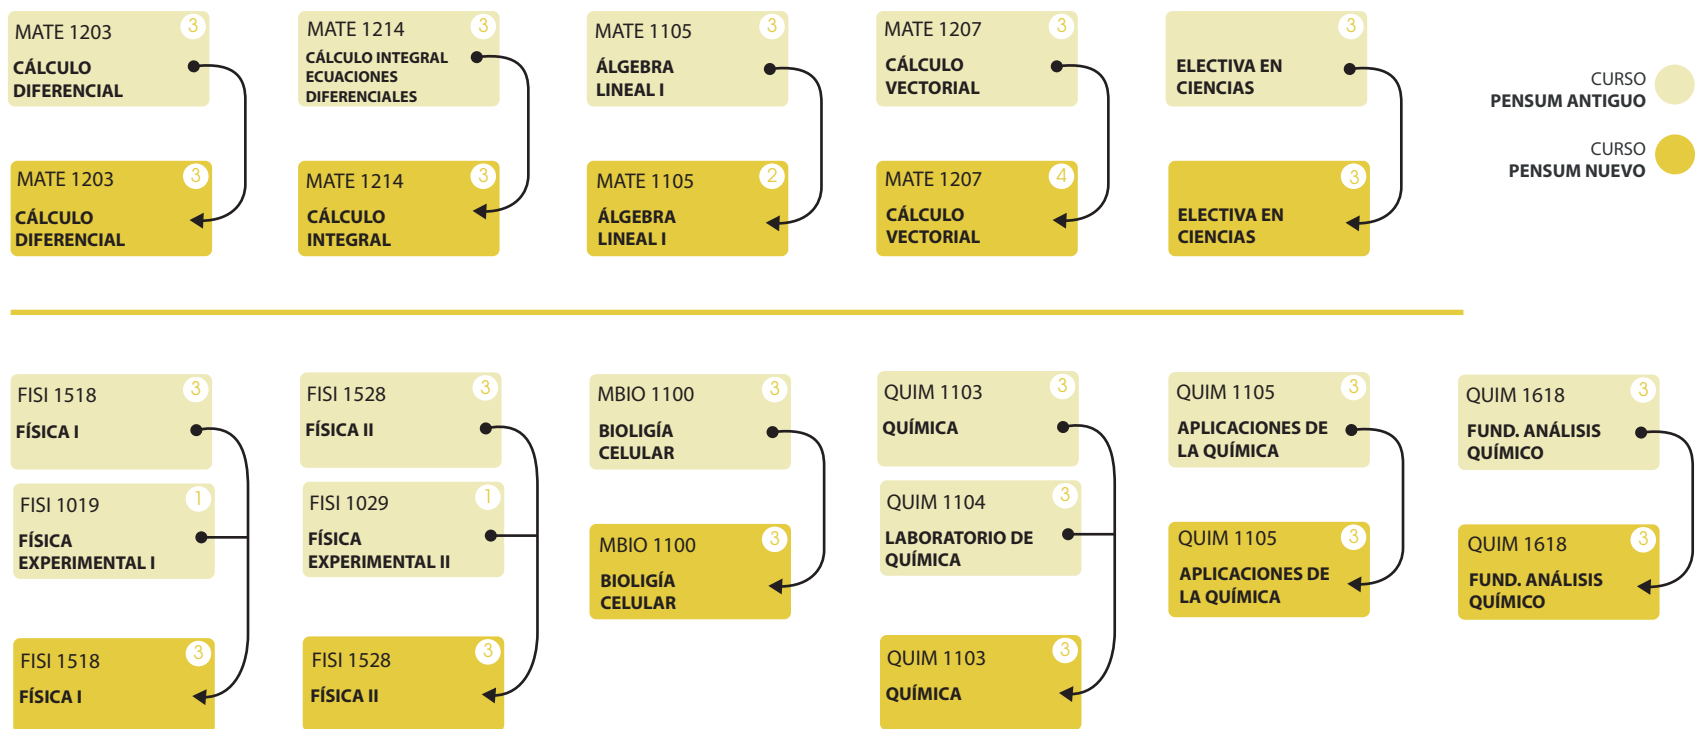 MATE 1203
3
CÁLCULO
DIFERENCIAL
MATE 1214
3
CÁLCULO INTEGRAL
ECUACIONES
DIFERENCIALES
MATE 1105
3
ÁLGEBRA
LINEAL I
MATE 1207
3
CÁLCULO
VECTORIAL
3
ELECTIVA EN
CIENCIAS
CURSO
PENSUM ANTIGUO
CURSO
PENSUM NUEVO
MATE 1203
3
CÁLCULO
DIFERENCIAL
MATE 1214
3
CÁLCULO
INTEGRAL
MATE 1105
2
ÁLGEBRA
LINEAL I
MATE 1207
4
CÁLCULO
VECTORIAL
3
ELECTIVA EN
CIENCIAS
FISI 1518
3
FÍSICA I
FISI 1528
3
FÍSICA II
MBIO 1100
3
BIOLIGÍA
CELULAR
QUIM 1103
3
QUÍMICA
QUIM 1105
3
APLICACIONES DE
LA QUÍMICA
QUIM 1618
3
FUND. ANÁLISIS
QUÍMICO
FISI 1019
1
FÍSICA
EXPERIMENTAL I
FISI 1029
1
FÍSICA
EXPERIMENTAL II
MBIO 1100
3
BIOLIGÍA
CELULAR
QUIM 1104
3
LABORATORIO DE
QUÍMICA
QUIM 1105
3
APLICACIONES DE
LA QUÍMICA
QUIM 1618
3
FUND. ANÁLISIS
QUÍMICO
FISI 1518
3
FÍSICA I
FISI 1528
3
FÍSICA II
QUIM 1103
3
QUÍMICA